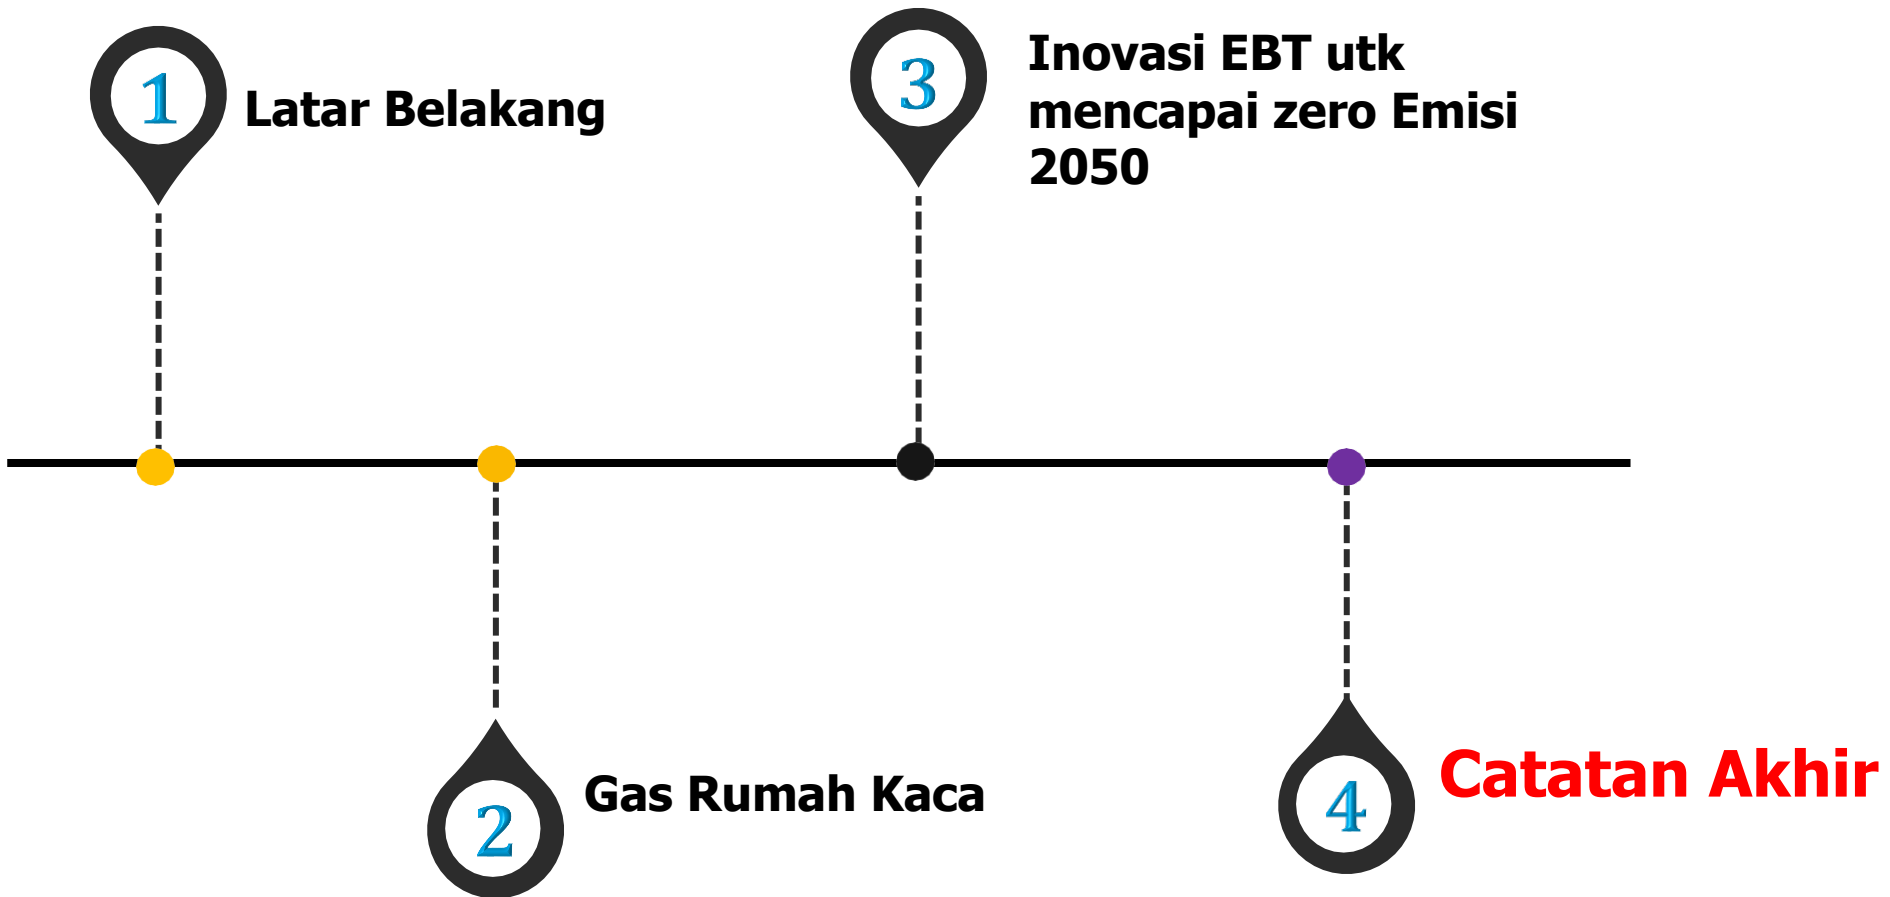 1
Latar Belakang
2
Gas Rumah Kaca
3
Inovasi EBT utk
mencapai zero Emisi
2050
4
Catatan Akhir